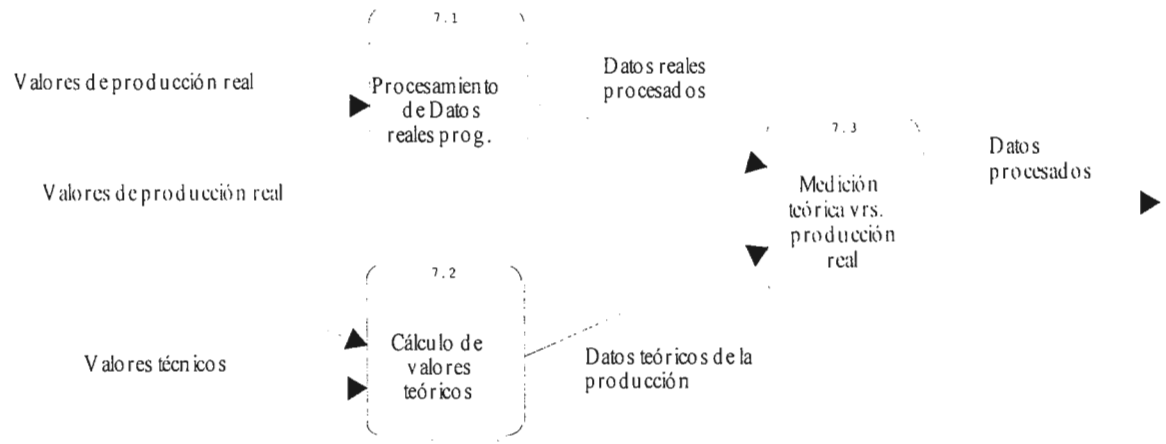 7.1
Valores de producción real
Procesamiento
de Datos
reales prog.
Datos reales
procesados
Valores de producción real
7.3
Medición
teórica vrs.
producción
real
Datos
procesados
7.2
Valores técnicos
Cálculo de
valores
teóricos
Datos teóricos de la
producción